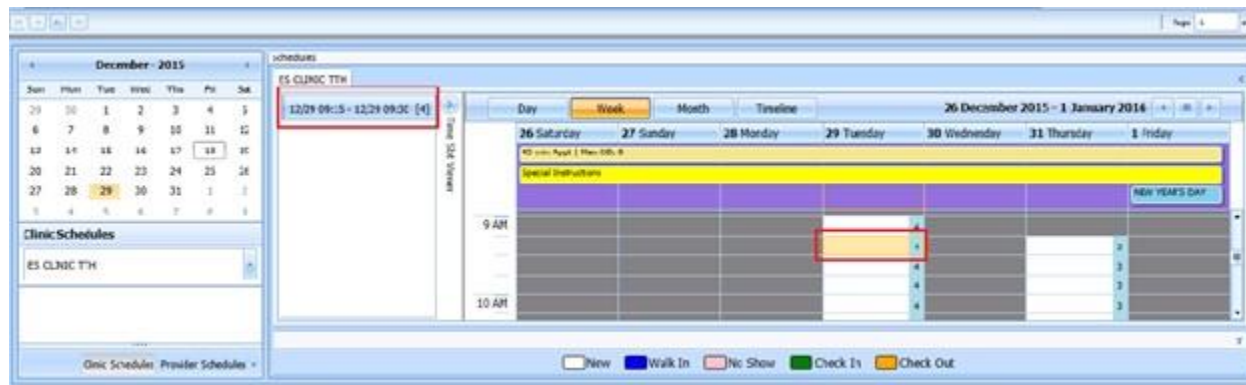 Page
December - 2015
Sun Mon Tue Wed Thu Fri Sat
29 30 1 2 3 4 5
6 7 8 9 10 11 12
13 14 15 16 17 18
20 21 22 23 24 25 26
27 28 29 30 31 1 2
Clinic Schedules
ES CLINIC TTH
Clinic Schedules Provider Schedules
schedules
ES CLINIC TTH
12/29 09:15 - 12/29 09:30 [4]
Time Slot Viewer
Day Week Month Timeline 26 December 2015 - 1 January 2016
26 Saturday 27 Sunday 28 Monday 29 Tuesday 30 Wednesday 31 Thursday 1 Friday
Special Instructions
NEW YEAR'S DAY
9 AM 4
4 3
4 3
4 3
10 AM 4 3
New Walk In No Show Check In Check Out